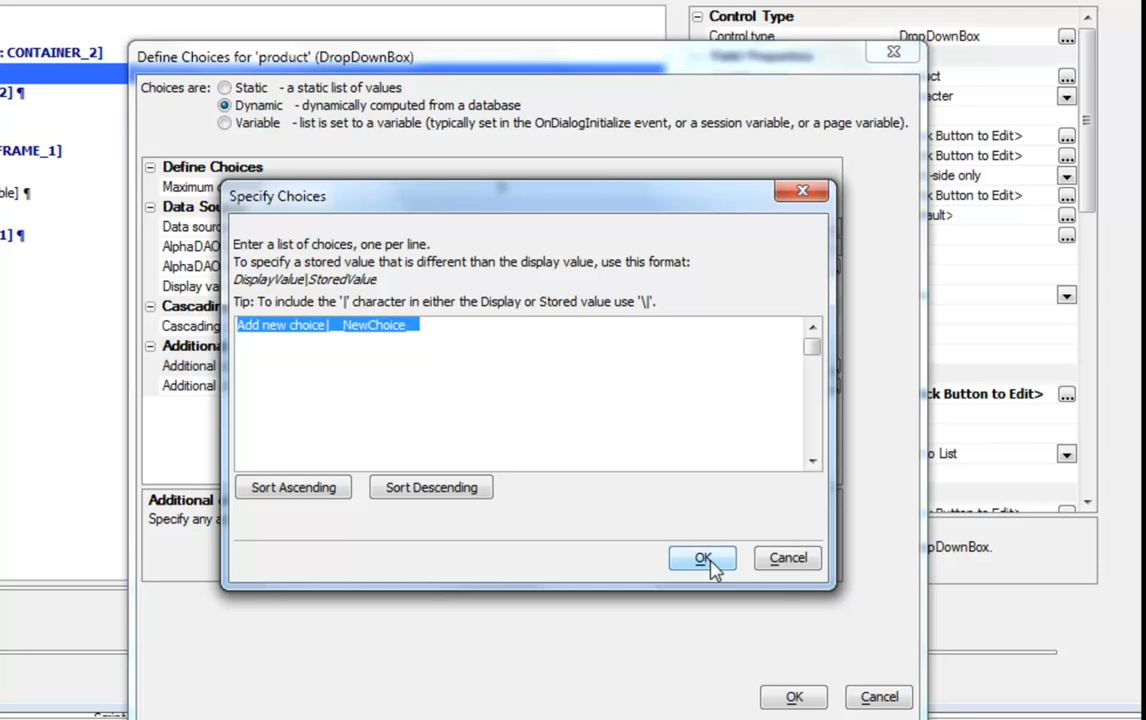 Control Type
: CONTAINER_2]
Control type
DropDownBox
...
Define Choices for 'product' (DropDownBox)
Choices are:
Static - a static list of values
2] ¶
Dynamic - dynamically computed from a database
Variable - list is set to a variable (typically set in the OnDialogInitialize event, or a session variable, or a page variable).
k Button to Edit>
...
FRAME_1]
k Button to Edit>
...
Define Choices
-side only
Maximum
ble] ¶
k Button to Edit>
...
Specify Choices
Data Sou
ault>
...
Data sourc
1] ¶
...
Enter a list of choices, one per line.
AlphaDAO
To specify a stored value that is different than the display value, use this format:
AlphaDAO
DisplayValue|StoredValue
Display va
Tip: To include the '|' character in either the Display or Stored value use '\|'.
Cascading
Add new choice|__NewChoice__
Cascading
Additiona
Additional
Additional
ck Button to Edit>
...
o List
Sort Ascending
Sort Descending
Additional
Specify any a
OK
Cancel
pDownBox.
OK
Cancel